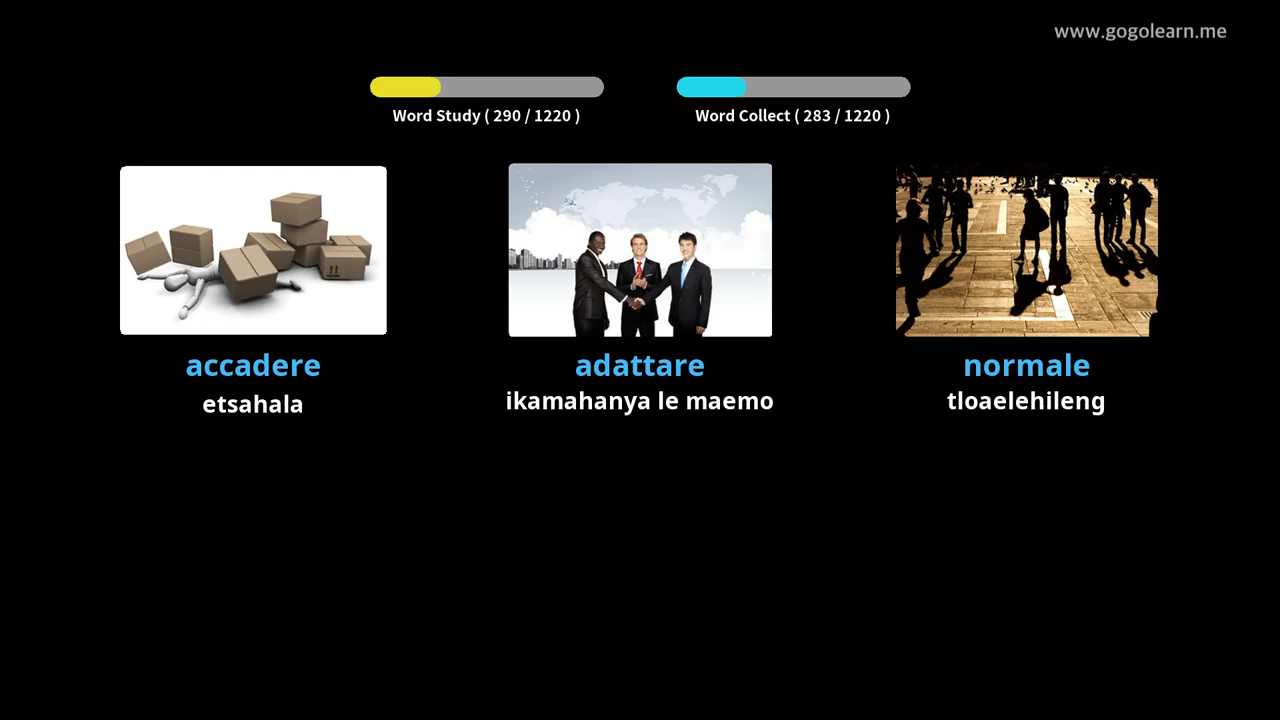 www.gogolearn.me
Word Study ( 290 / 1220 )
Word Collect ( 283 / 1220 )
accadere
etsahala
adattare
ikamahanya le maemo
normale
tloaelehileng